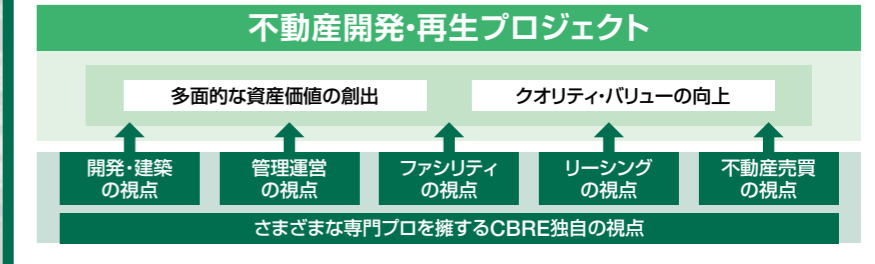 不動産開発・再生プロジェクト
多面的な資産価値の創出
クオリティ・バリューの向上
開発・建築
の視点
管理運営
の視点
ファシリティ
の視点
リーシング
の視点
不動産売買
の視点
さまざまな専門プロを擁するCBRE独自の視点